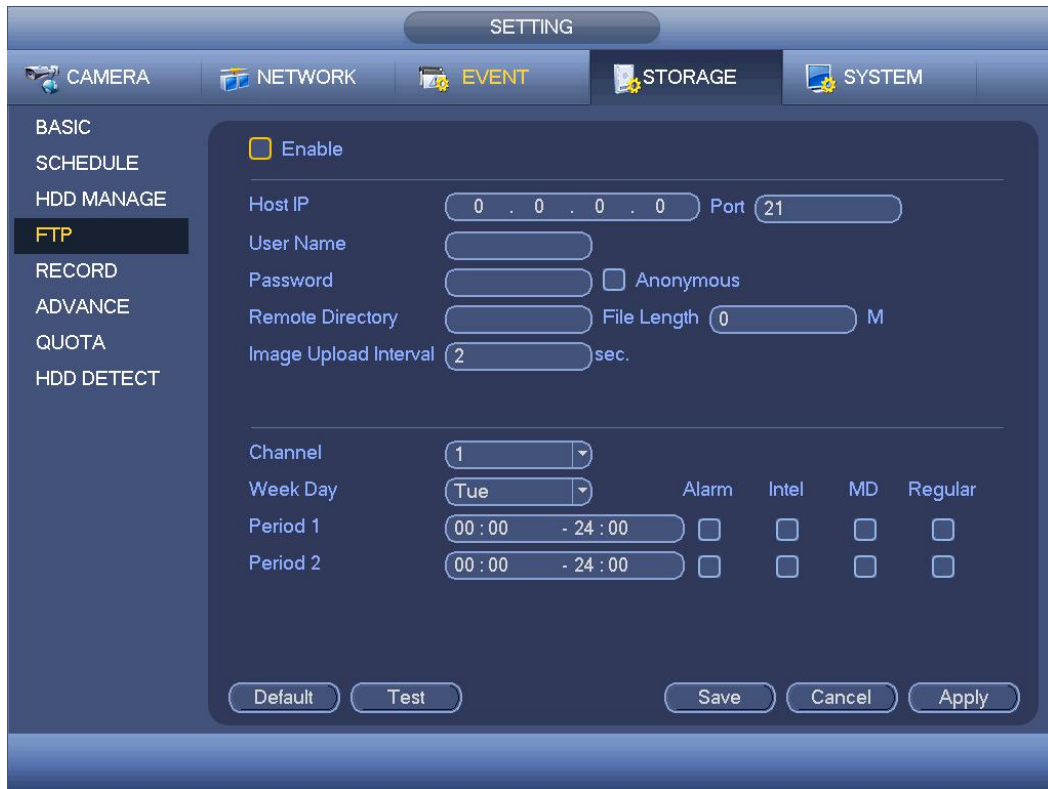 SETTING
CAMERA NETWORK EVENT STORAGE SYSTEM
BASIC
SCHEDULE
HDD MANAGE
FTP
RECORD
ADVANCE
QUOTA
HDD DETECT
Enable
Host IP 0 . 0 . 0 . 0 Port 21
User Name
Password Anonymous
Remote Directory File Length 0 M
Image Upload Interval 2 sec.
Channel 1
Week Day Tue Alarm Intel MD Regular
Period 1 00 : 00 - 24 : 00
Period 2 00 : 00 - 24 : 00
Default Test Save Cancel Apply